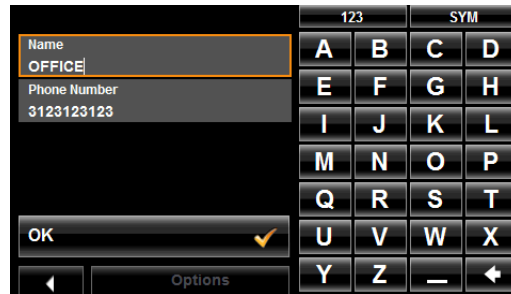 123 SYM
Name
OFFICE
Phone Number
3123123123
A B C D
E F G H
I J K L
M N O P
Q R S T
OK
U V W X
Options
Y Z _